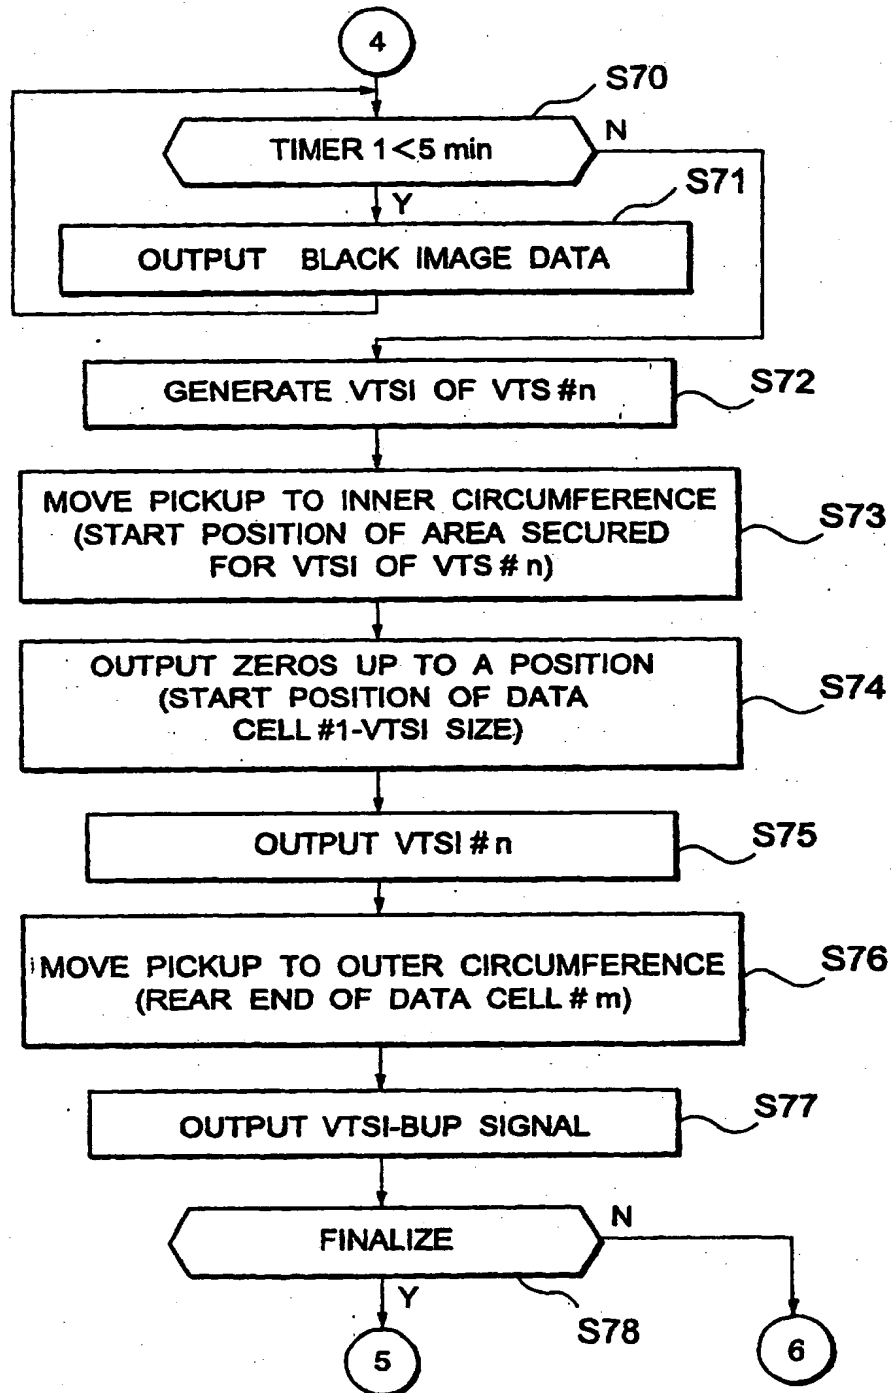 4
S70
TIMER 1<5 min
N
Y
S71
OUTPUT BLACK IMAGE DATA
GENERATE VTSI OF VTS #n
S72
MOVE PICKUP TO INNER CIRCUMFERENCE
(START POSITION OF AREA SECURED
FOR VTSI OF VTS # n)
S73
OUTPUT ZEROS UP TO A POSITION
(START POSITION OF DATA
CELL #1-VTSI SIZE)
S74
OUTPUT VTSI # n
S75
MOVE PICKUP TO OUTER CIRCUMFERENCE
(REAR END OF DATA CELL # m)
S76
OUTPUT VTSI-BUP SIGNAL
S77
FINALIZE
N
Y
S78
5
6